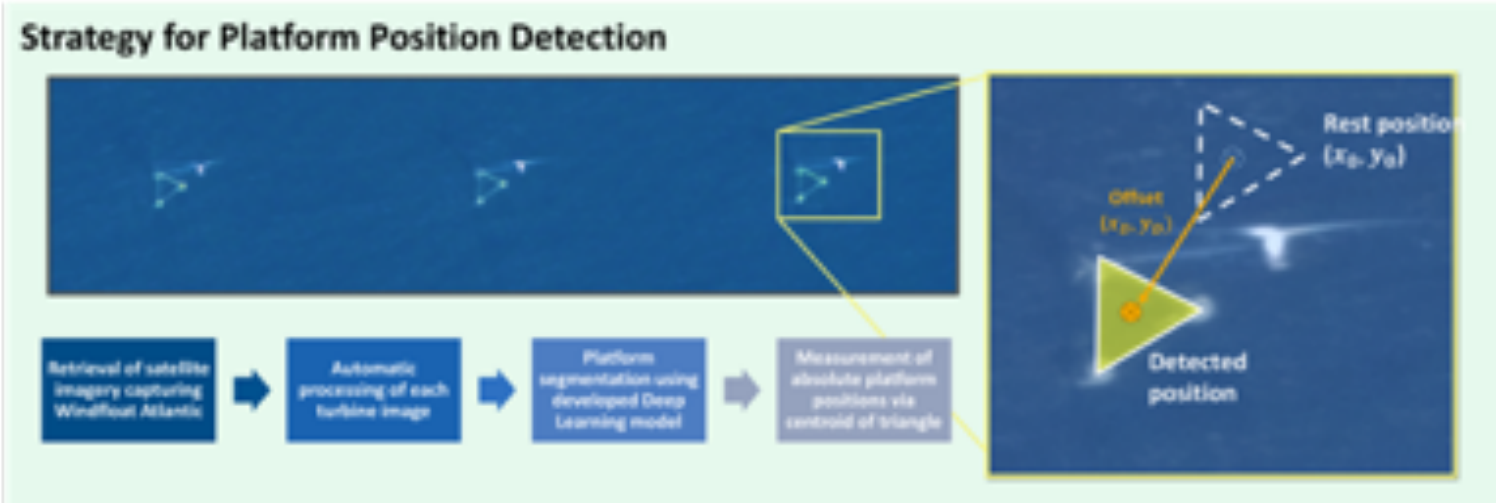 Strategy for Platform Position Detection
Rest position
(x₀, y₀)
Offset
Detected
position
Retrieval of satellite
imagery capturing
Windfloat Atlantic
Automatic
processing of each
turbine image
Platform
segmentation using
developed Deep
Learning model
Measurement of
absolute platform
positions via
centroid of triangle